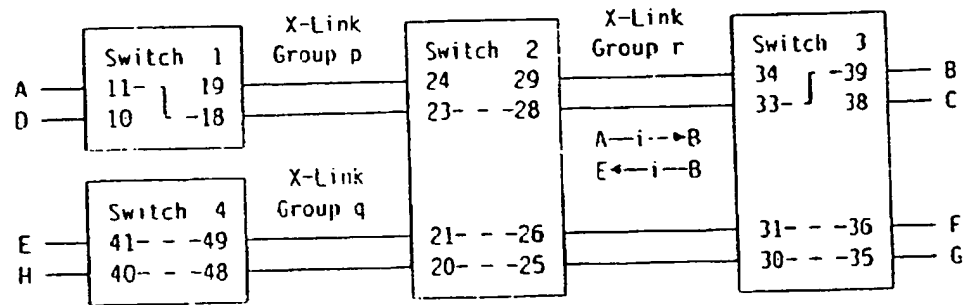 X-Link
Group p
X-Link
Group r
Switch 1
Switch 2
Switch 3
A
11-
19
24
29
34
-39
B
D
10
-18
23- - -28
33-
38
C
A—i--►B
E◄—i—B
X-Link
Group q
Switch 4
E
41- - -49
21- - -26
31- - -36
F
H
40- - -48
20- - -25
30- - -35
G